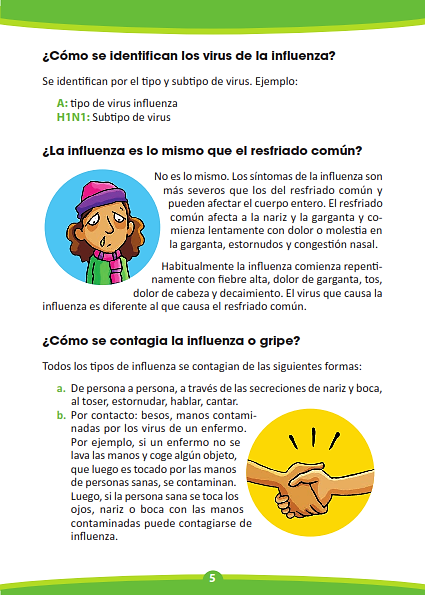 ¿Cómo se identifican los virus de la influenza?
Se identifican por el tipo y subtipo de virus. Ejemplo:
A: tipo de virus influenza
H1N1: Subtipo de virus
¿La influenza es lo mismo que el resfriado común?
No es lo mismo. Los síntomas de la influenza son
más severos que los del resfriado común y
pueden afectar el cuerpo entero. El resfriado
común afecta a la nariz y la garganta y co-
mienza lentamente con dolor o molestia en
la garganta, estornudos y congestión nasal.
Habitualmente la influenza comienza repenti-
namente con fiebre alta, dolor de garganta, tos,
dolor de cabeza y decaimiento. El virus que causa la
influenza es diferente al que causa el resfriado común.
¿Cómo se contagia la influenza o gripe?
Todos los tipos de influenza se contagian de las siguientes formas:
a. De persona a persona, a través de las secreciones de nariz y boca,
al toser, estornudar, hablar, cantar.
b. Por contacto: besos, manos contami-
nadas por los virus de un enfermo.
Por ejemplo, si un enfermo no se
lava las manos y coge algún objeto,
que luego es tocado por las manos
de personas sanas, se contaminan.
Luego, si la persona sana se toca los
ojos, nariz o boca con las manos
contaminadas puede contagiarse de
influenza.
5